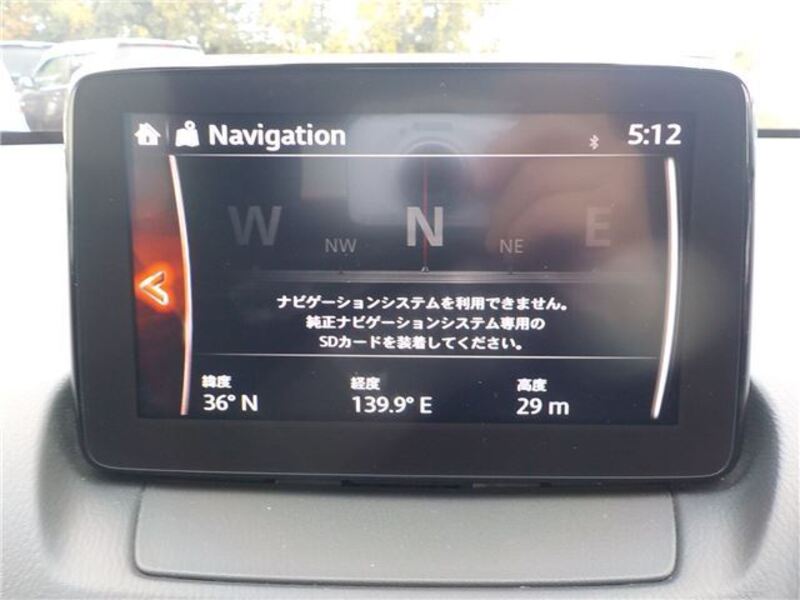 Navigation 5:12
W NW N NE E
ナビゲーションシステムを利用できません。
純正ナビゲーションシステム専用の
SDカードを装着してください。
緯度 経度 高度
36° N 139.9° E 29 m